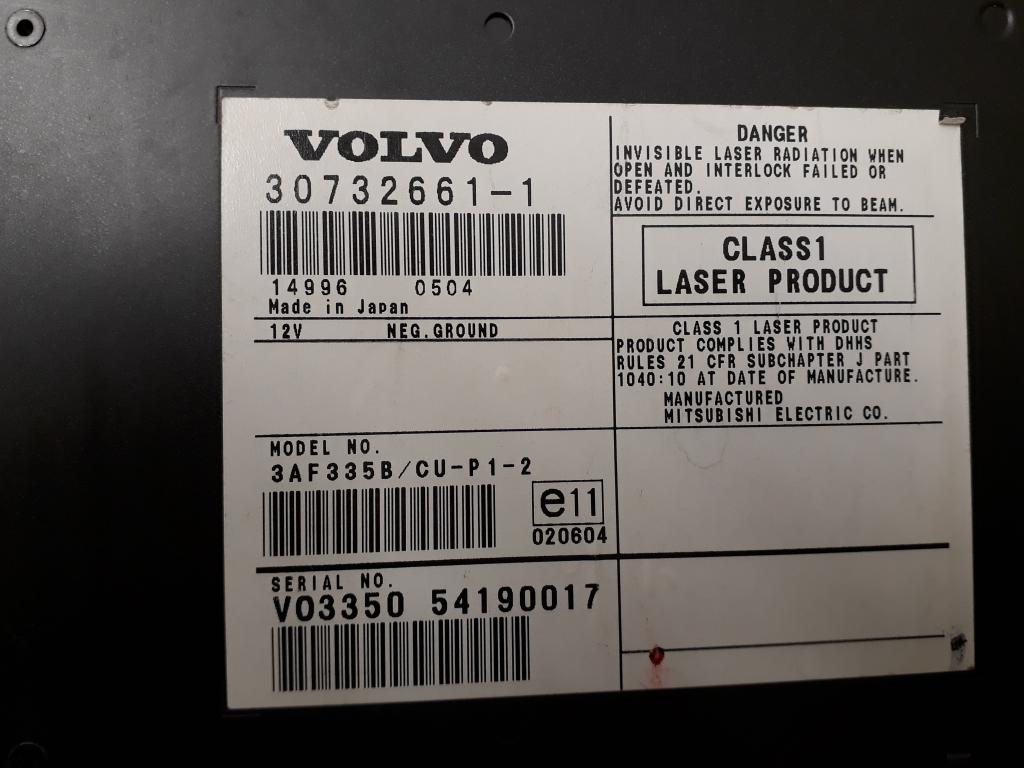 VOLVO
30732661-1
14996 0504
Made in Japan
12V NEG.GROUND
MODEL NO.
3AF335B/CU-P1-2
e11
020604
SERIAL NO.
VO3350 54190017
DANGER
INVISIBLE LASER RADIATION WHEN
OPEN AND INTERLOCK FAILED OR
DEFEATED.
AVOID DIRECT EXPOSURE TO BEAM.
CLASS1
LASER PRODUCT
CLASS 1 LASER PRODUCT
PRODUCT COMPLIES WITH DHHS
RULES 21 CFR SUBCHAPTER J PART
1040:10 AT DATE OF MANUFACTURE.
MANUFACTURED
MITSUBISHI ELECTRIC CO.